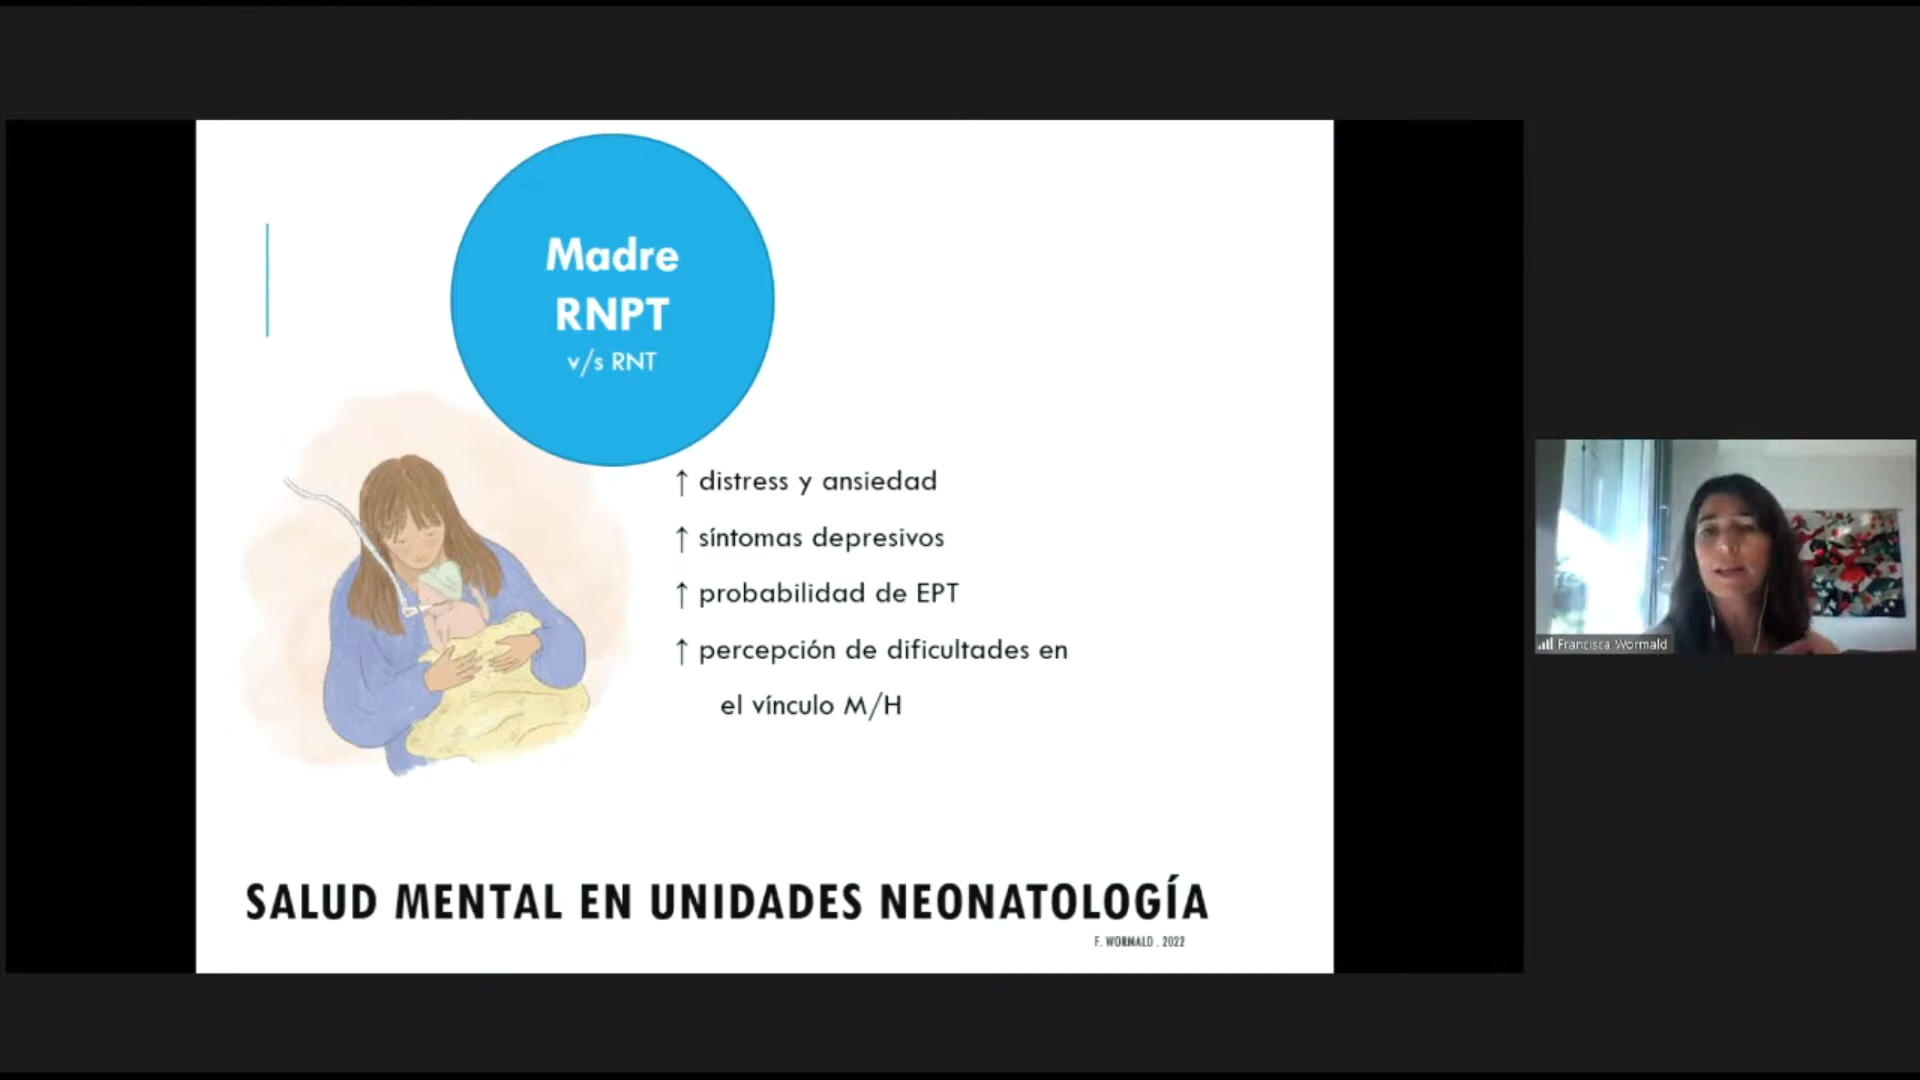 Madre
RNPT
v/s RNT
↑ distress y ansiedad
↑ síntomas depresivos
↑ probabilidad de EPT
↑ percepción de dificultades en
el vínculo M/H
SALUD MENTAL EN UNIDADES NEONATOLOGÍA
F. WORMALD . 2022
Francisca Wormald